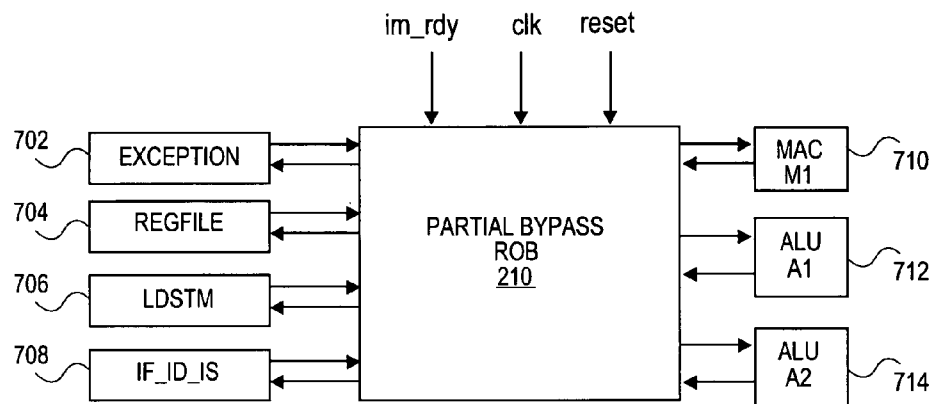 im_rdy clk reset
702 EXCEPTION
704 REGFILE
706 LDSTM
708 IF_ID_IS
PARTIAL BYPASS
ROB
210
MAC
M1 710
ALU
A1 712
ALU
A2 714